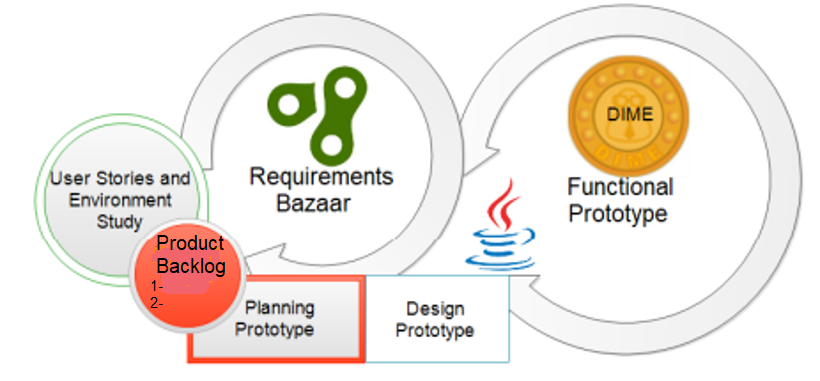 User Stories and
Environment
Study
Product
Backlog
1-
2-
Requirements
Bazaar
Planning
Prototype
Design
Prototype
DIME
DIME
Functional
Prototype